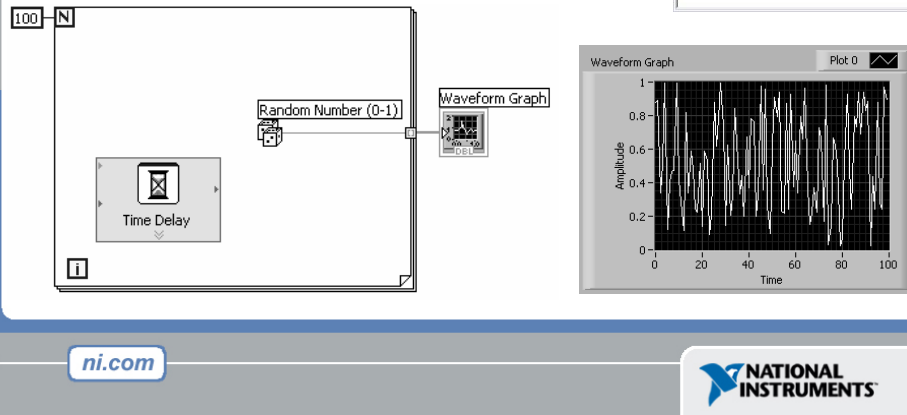 100
N
Random Number (0-1)
Waveform Graph
DBL
Time Delay
i
Waveform Graph
Plot 0
1
0.8
0.6
0.4
0.2
0
Amplitude
0 20 40 60 80 100
Time
ni.com
NATIONAL
INSTRUMENTS™